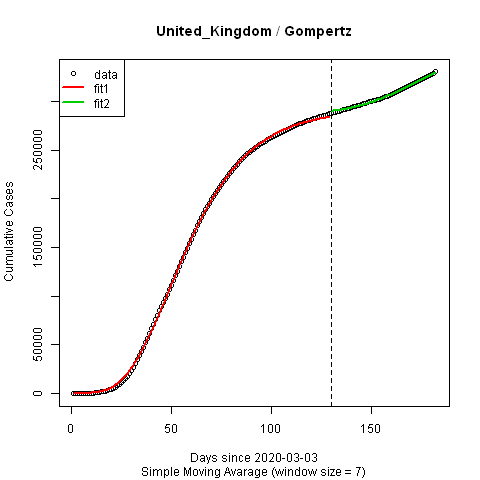 United_Kingdom / Gompertz
data
fit1
fit2
Cumulative Cases
0
50000
150000
250000
0
50
100
150
Days since 2020-03-03
Simple Moving Avarage (window size = 7)